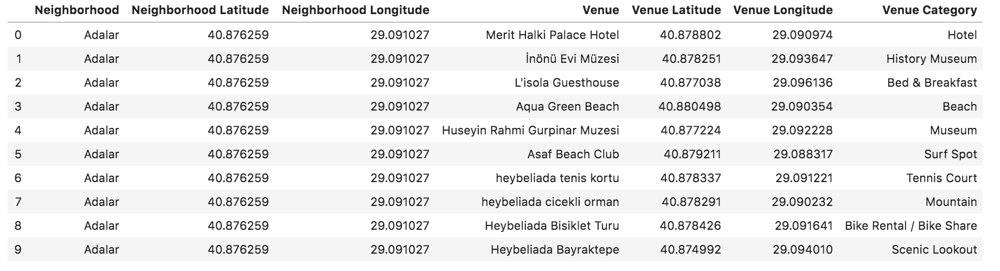 Neighborhood Neighborhood Latitude Neighborhood Longitude Venue Venue Latitude Venue Longitude Venue Category
0 Adalar 40.876259 29.091027 Merit Halki Palace Hotel 40.878802 29.090974 Hotel
1 Adalar 40.876259 29.091027 İnönü Evi Müzesi 40.878251 29.093647 History Museum
2 Adalar 40.876259 29.091027 L'isola Guesthouse 40.877038 29.096136 Bed & Breakfast
3 Adalar 40.876259 29.091027 Aqua Green Beach 40.880498 29.090354 Beach
4 Adalar 40.876259 29.091027 Huseyin Rahmi Gurpinar Muzesi 40.877224 29.092228 Museum
5 Adalar 40.876259 29.091027 Asaf Beach Club 40.879211 29.088317 Surf Spot
6 Adalar 40.876259 29.091027 heybeliada tenis kortu 40.878337 29.091221 Tennis Court
7 Adalar 40.876259 29.091027 heybeliada cicekli orman 40.878291 29.090232 Mountain
8 Adalar 40.876259 29.091027 Heybeliada Bisiklet Turu 40.878426 29.091641 Bike Rental / Bike Share
9 Adalar 40.876259 29.091027 Heybeliada Bayraktepe 40.874992 29.094010 Scenic Lookout